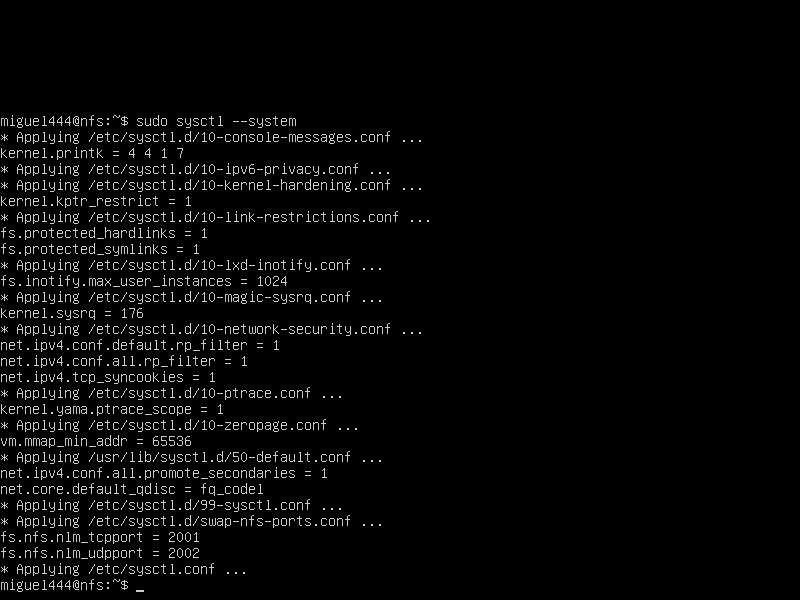 miguel444@nfs:~$ sudo sysctl --system
* Applying /etc/sysctl.d/10-console-messages.conf ...
kernel.printk = 4 4 1 7
* Applying /etc/sysctl.d/10-ipv6-privacy.conf ...
* Applying /etc/sysctl.d/10-kernel-hardening.conf ...
kernel.kptr_restrict = 1
* Applying /etc/sysctl.d/10-link-restrictions.conf ...
fs.protected_hardlinks = 1
fs.protected_symlinks = 1
* Applying /etc/sysctl.d/10-lxd-inotify.conf ...
fs.inotify.max_user_instances = 1024
* Applying /etc/sysctl.d/10-magic-sysrq.conf ...
kernel.sysrq = 176
* Applying /etc/sysctl.d/10-network-security.conf ...
net.ipv4.conf.default.rp_filter = 1
net.ipv4.conf.all.rp_filter = 1
net.ipv4.tcp_syncookies = 1
* Applying /etc/sysctl.d/10-ptrace.conf ...
kernel.yama.ptrace_scope = 1
* Applying /etc/sysctl.d/10-zeropage.conf ...
vm.mmap_min_addr = 65536
* Applying /usr/lib/sysctl.d/50-default.conf ...
net.ipv4.conf.all.promote_secondaries = 1
net.core.default_qdisc = fq_codel
* Applying /etc/sysctl.d/99-sysctl.conf ...
* Applying /etc/sysctl.d/swap-nfs-ports.conf ...
fs.nfs.nlm_tcpport = 2001
fs.nfs.nlm_udpport = 2002
* Applying /etc/sysctl.conf ...
miguel444@nfs:~$ _